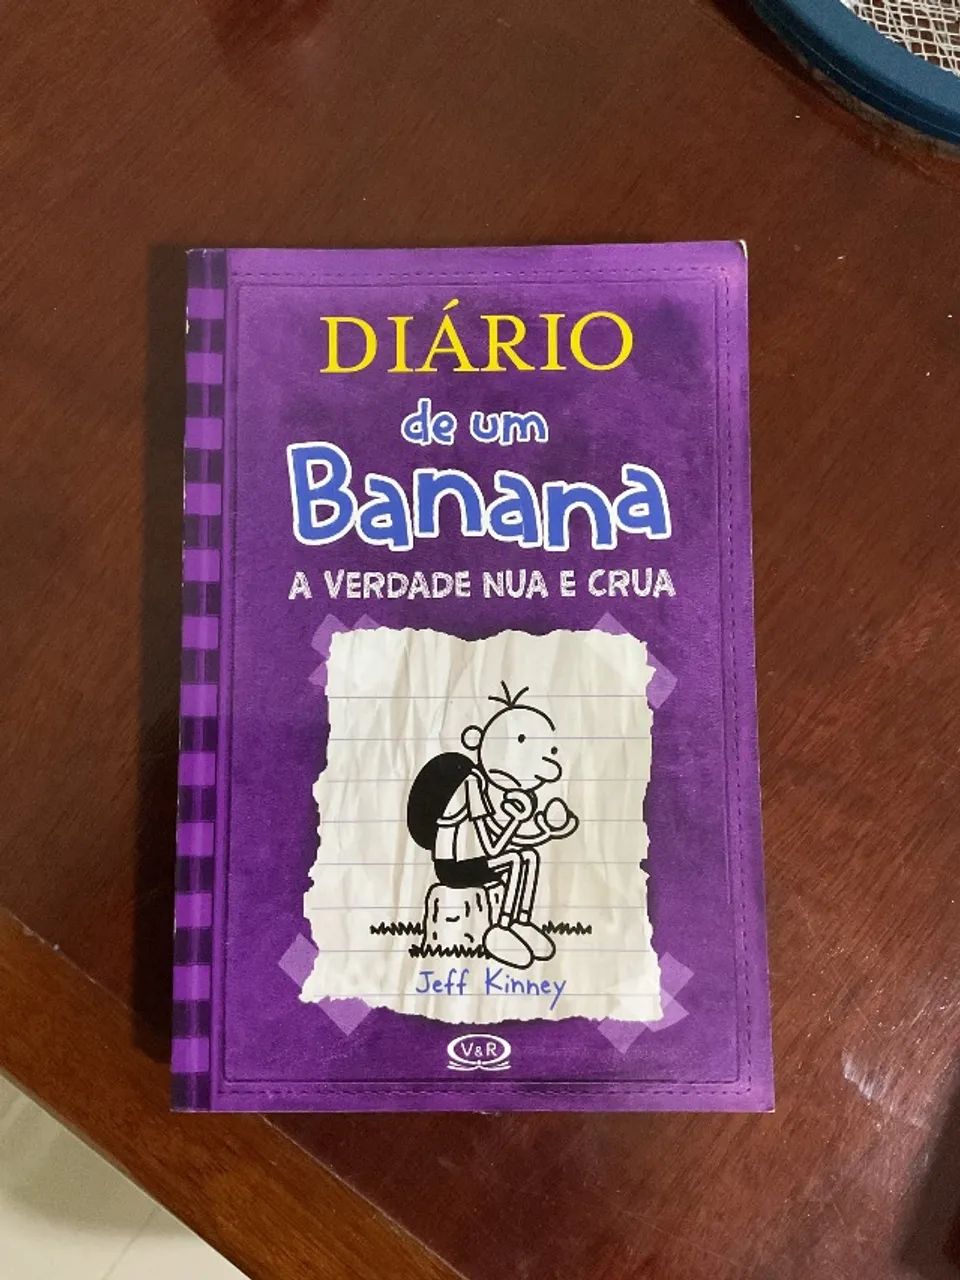 DIÁRIO
de um
Banana
A VERDADE NUA E CRUA
Jeff Kinney
V&R